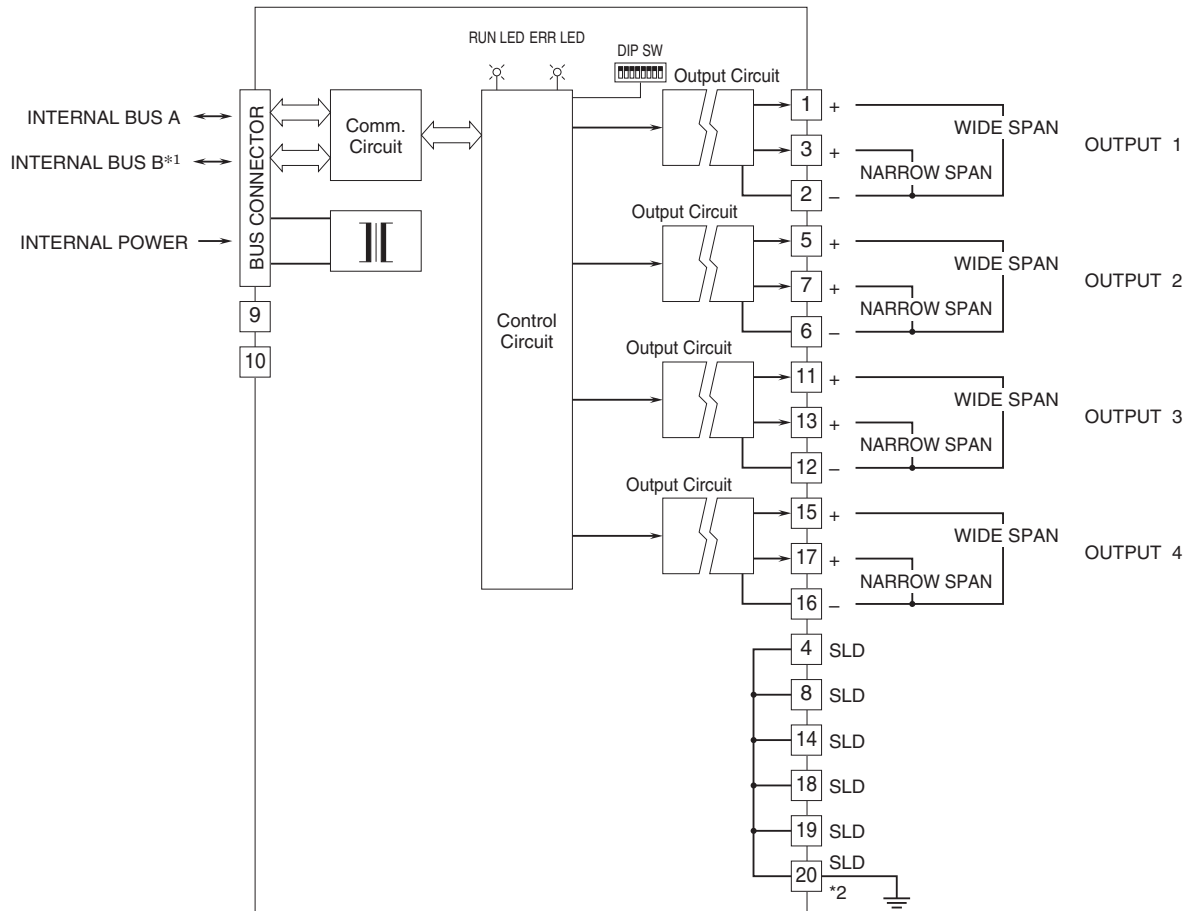 RUN LED ERR LED
DIP SW
Output Circuit
INTERNAL BUS A
INTERNAL BUS B*1
INTERNAL POWER
BUS CONNECTOR
Comm.
Circuit
9
10
Control
Circuit
1 +
3 +
2 –
WIDE SPAN
NARROW SPAN
OUTPUT 1
Output Circuit
5 +
7 +
6 –
WIDE SPAN
NARROW SPAN
OUTPUT 2
Output Circuit
11 +
13 +
12 –
WIDE SPAN
NARROW SPAN
OUTPUT 3
Output Circuit
15 +
17 +
16 –
WIDE SPAN
NARROW SPAN
OUTPUT 4
4 SLD
8 SLD
14 SLD
18 SLD
19 SLD
20 SLD
*2